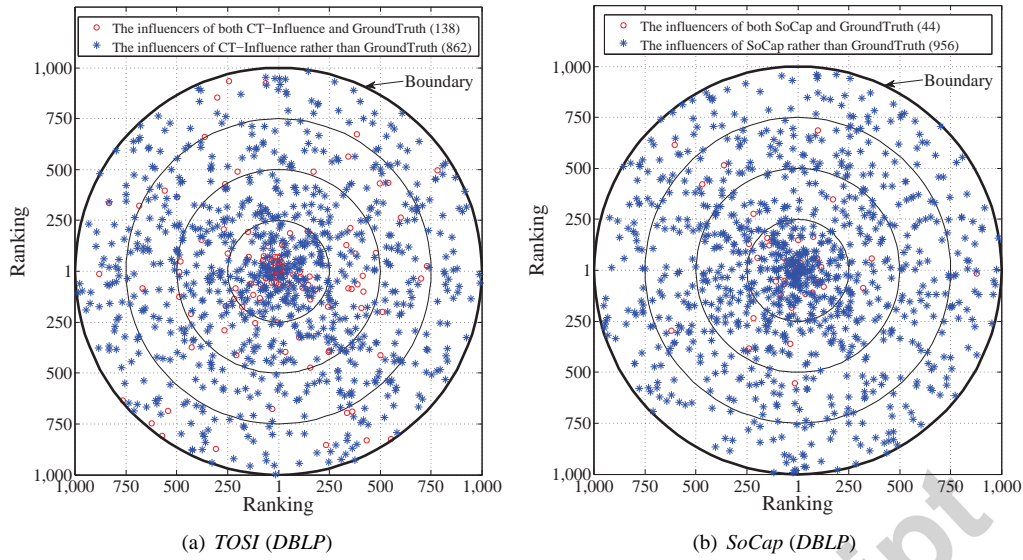 The influencers of both CT−Influence and GroundTruth (138)
The influencers of CT−Influence rather than GroundTruth (862)
1,000
Boundary
750
500
250
1
250
500
750
1,000
Ranking
1,000 750 500 250 1 250 500 750 1,000
Ranking
(a) TOSI (DBLP)
The influencers of both SoCap and GroundTruth (44)
The influencers of SoCap rather than GroundTruth (956)
1,000
Boundary
750
500
250
1
250
500
750
1,000
Ranking
1,000 750 500 250 1 250 500 750 1,000
Ranking
(b) SoCap (DBLP)
ipt